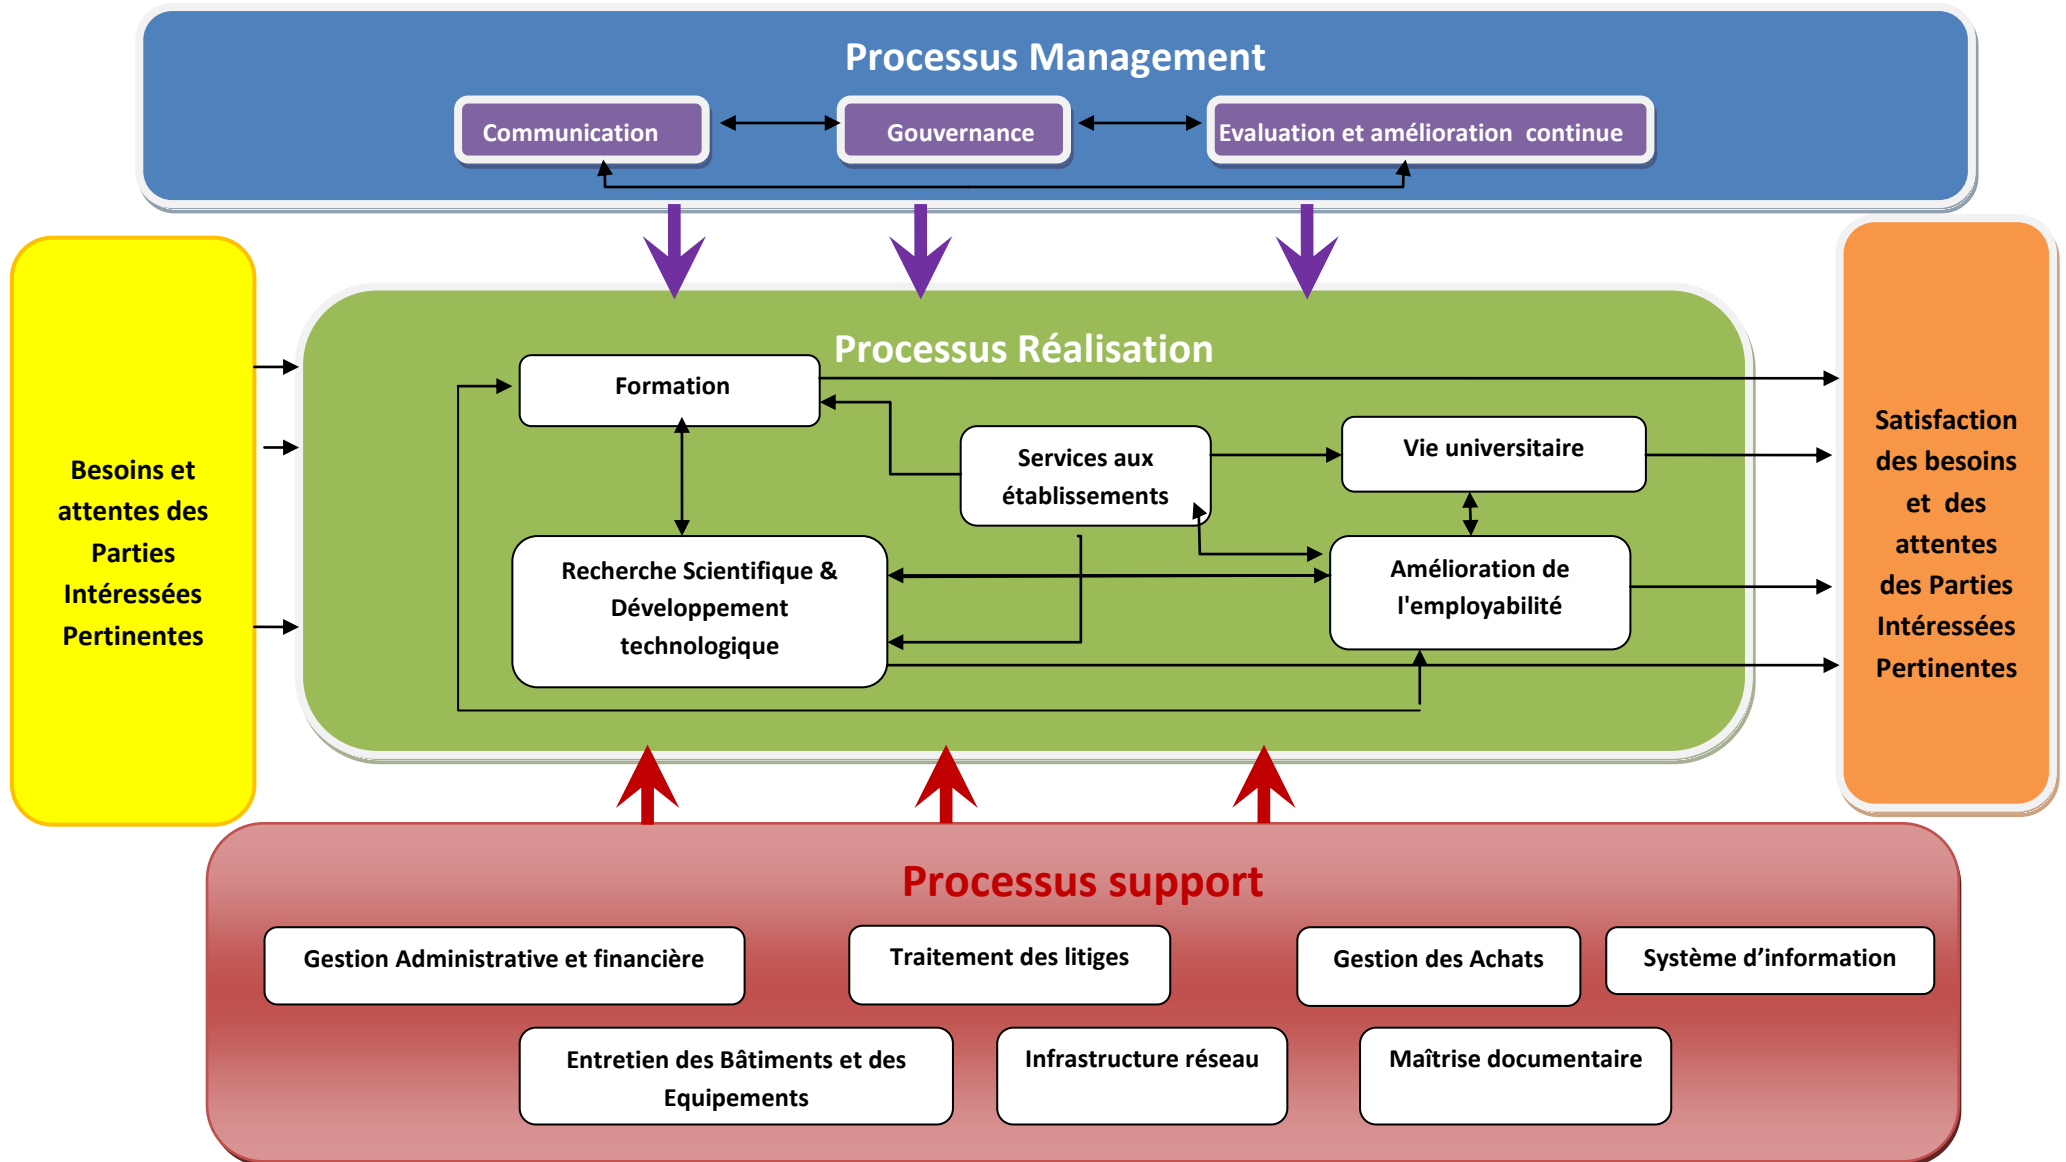 Processus Management
Communication
Gouvernance
Evaluation et amélioration  continue
Besoins et
attentes des
Parties
Intéressées
Pertinentes
Processus Réalisation
Formation
Services aux
établissements
Vie universitaire
Recherche Scientifique &
Développement
technologique
Amélioration de
l'employabilité
Satisfaction
des besoins
et  des
attentes
des Parties
Intéressées
Pertinentes
Processus support
Gestion Administrative et financière
Traitement des litiges
Gestion des Achats
Système d’information
Entretien des Bâtiments et des
Equipements
Infrastructure réseau
Maîtrise documentaire